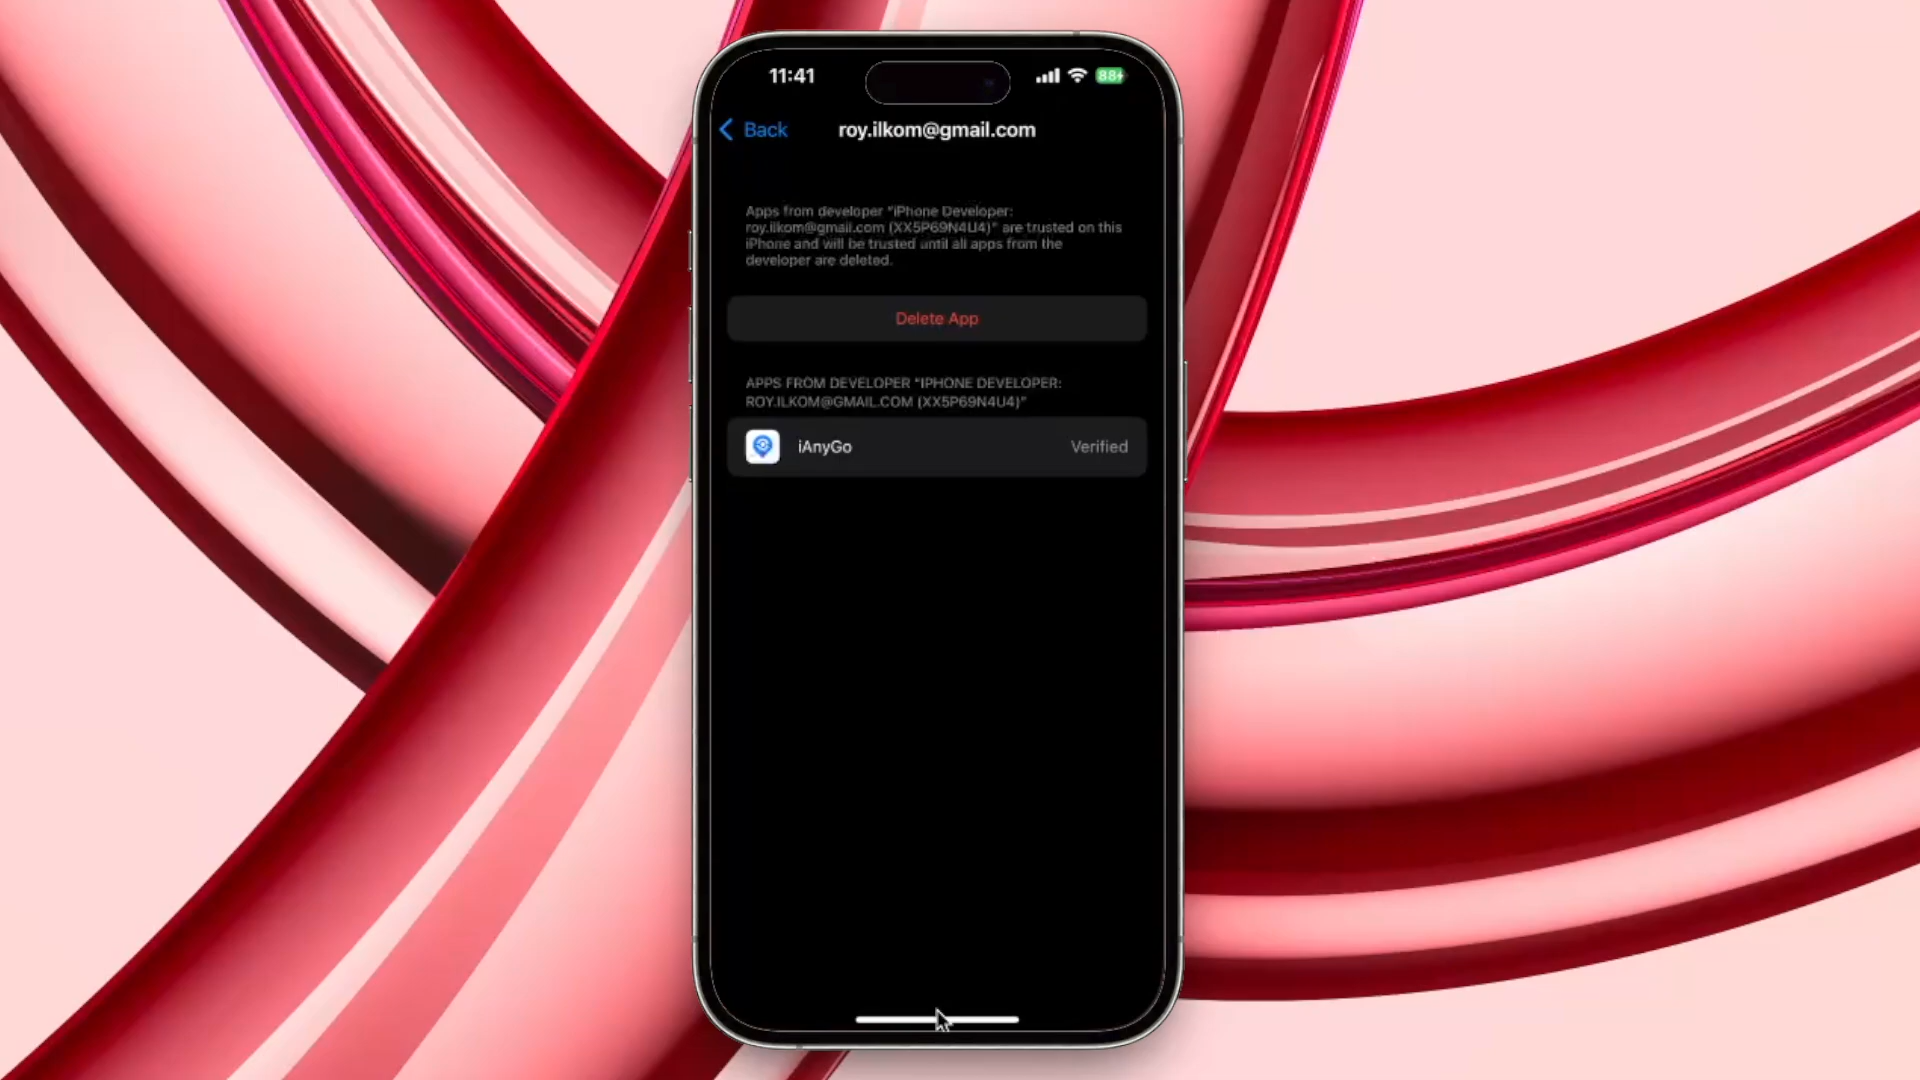 11:41
88
Back
roy.ilkom@gmail.com
Apps from developer "iPhone Developer:
roy.ilkom@gmail.com (XX5P69N4U4)" are trusted on this
iPhone and will be trusted until all apps from the
developer are deleted.
Delete App
APPS FROM DEVELOPER "IPHONE DEVELOPER:
ROY.ILKOM@GMAIL.COM (XX5P69N4U4)"
iAnyGo
Verified